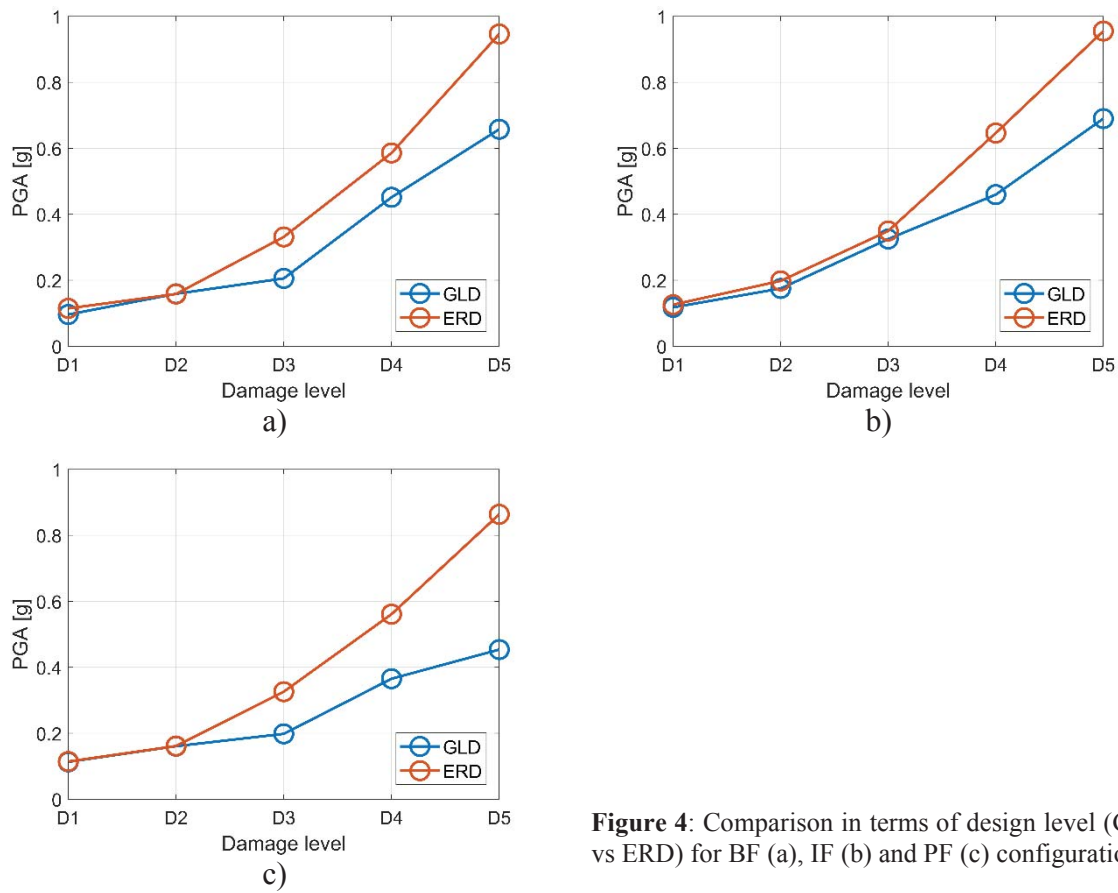 1
0.8
0.6
0.4
0.2
0
PGA [g]
D1 D2 D3 D4 D5
Damage level
GLD
ERD
a)
1
0.8
0.6
0.4
0.2
0
PGA [g]
D1 D2 D3 D4 D5
Damage level
GLD
ERD
b)
1
0.8
0.6
0.4
0.2
0
PGA [g]
D1 D2 D3 D4 D5
Damage level
GLD
ERD
c)
Figure 4: Comparison in terms of design level (
vs ERD) for BF (a), IF (b) and PF (c)